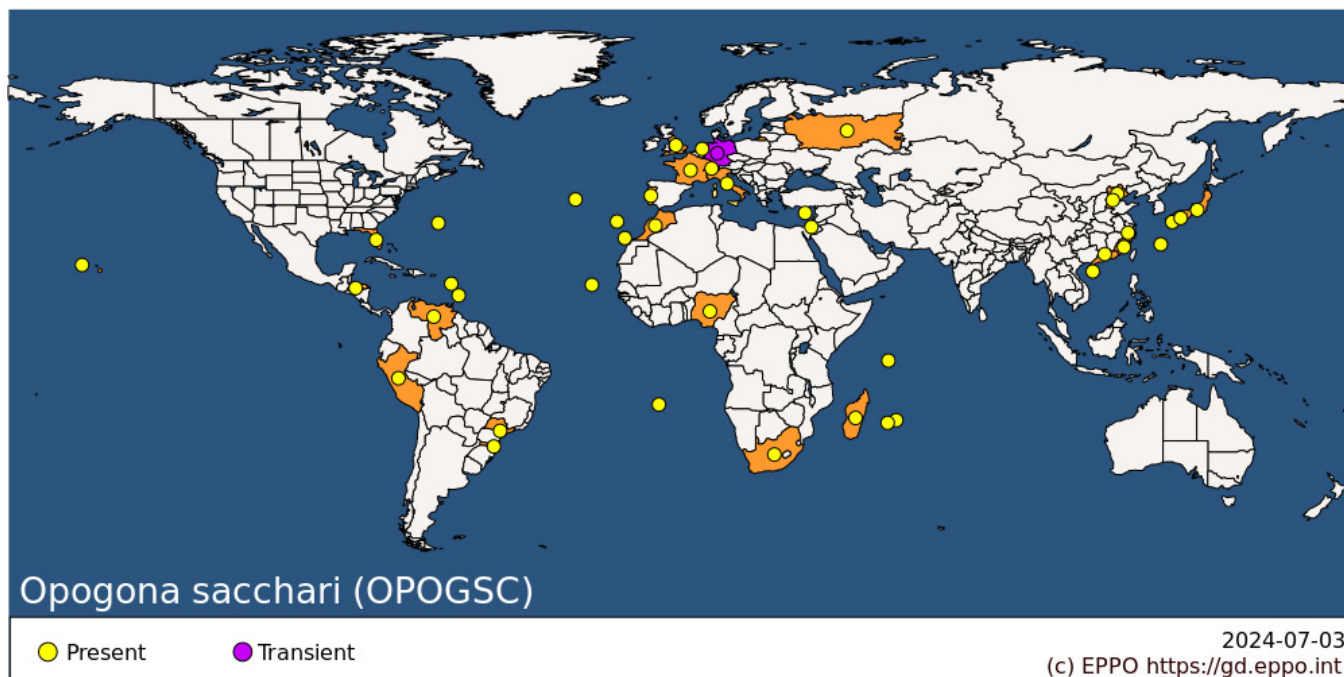 Opogona sacchari (OPOGSC)
Present
Transient
2024-07-03
(c) EPPO https://gd.eppo.int